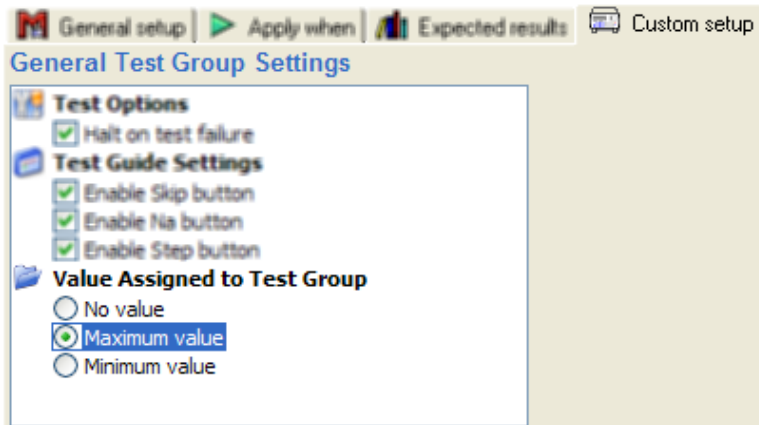 General setup Apply when Expected results Custom setup
General Test Group Settings
Test Options
Halt on test failure
Test Guide Settings
Enable Skip button
Enable Na button
Enable Step button
Value Assigned to Test Group
No value
Maximum value
Minimum value